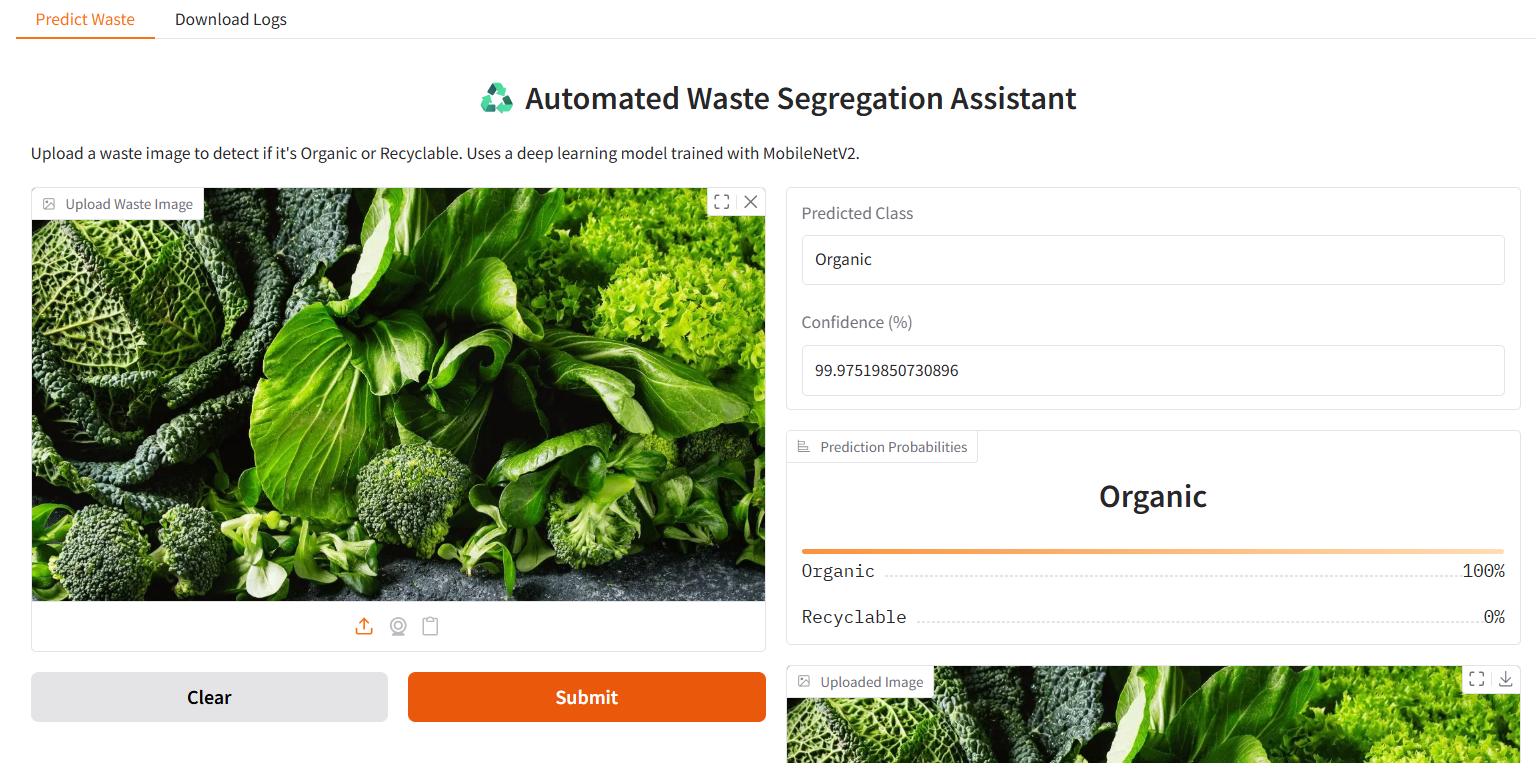 Predict Waste
Download Logs
Automated Waste Segregation Assistant
Upload a waste image to detect if it's Organic or Recyclable. Uses a deep learning model trained with MobileNetV2.
Upload Waste Image
Clear
Submit
Predicted Class
Organic
Confidence (%)
99.97519850730896
Prediction Probabilities
Organic
Organic 100%
Recyclable 0%
Uploaded Image